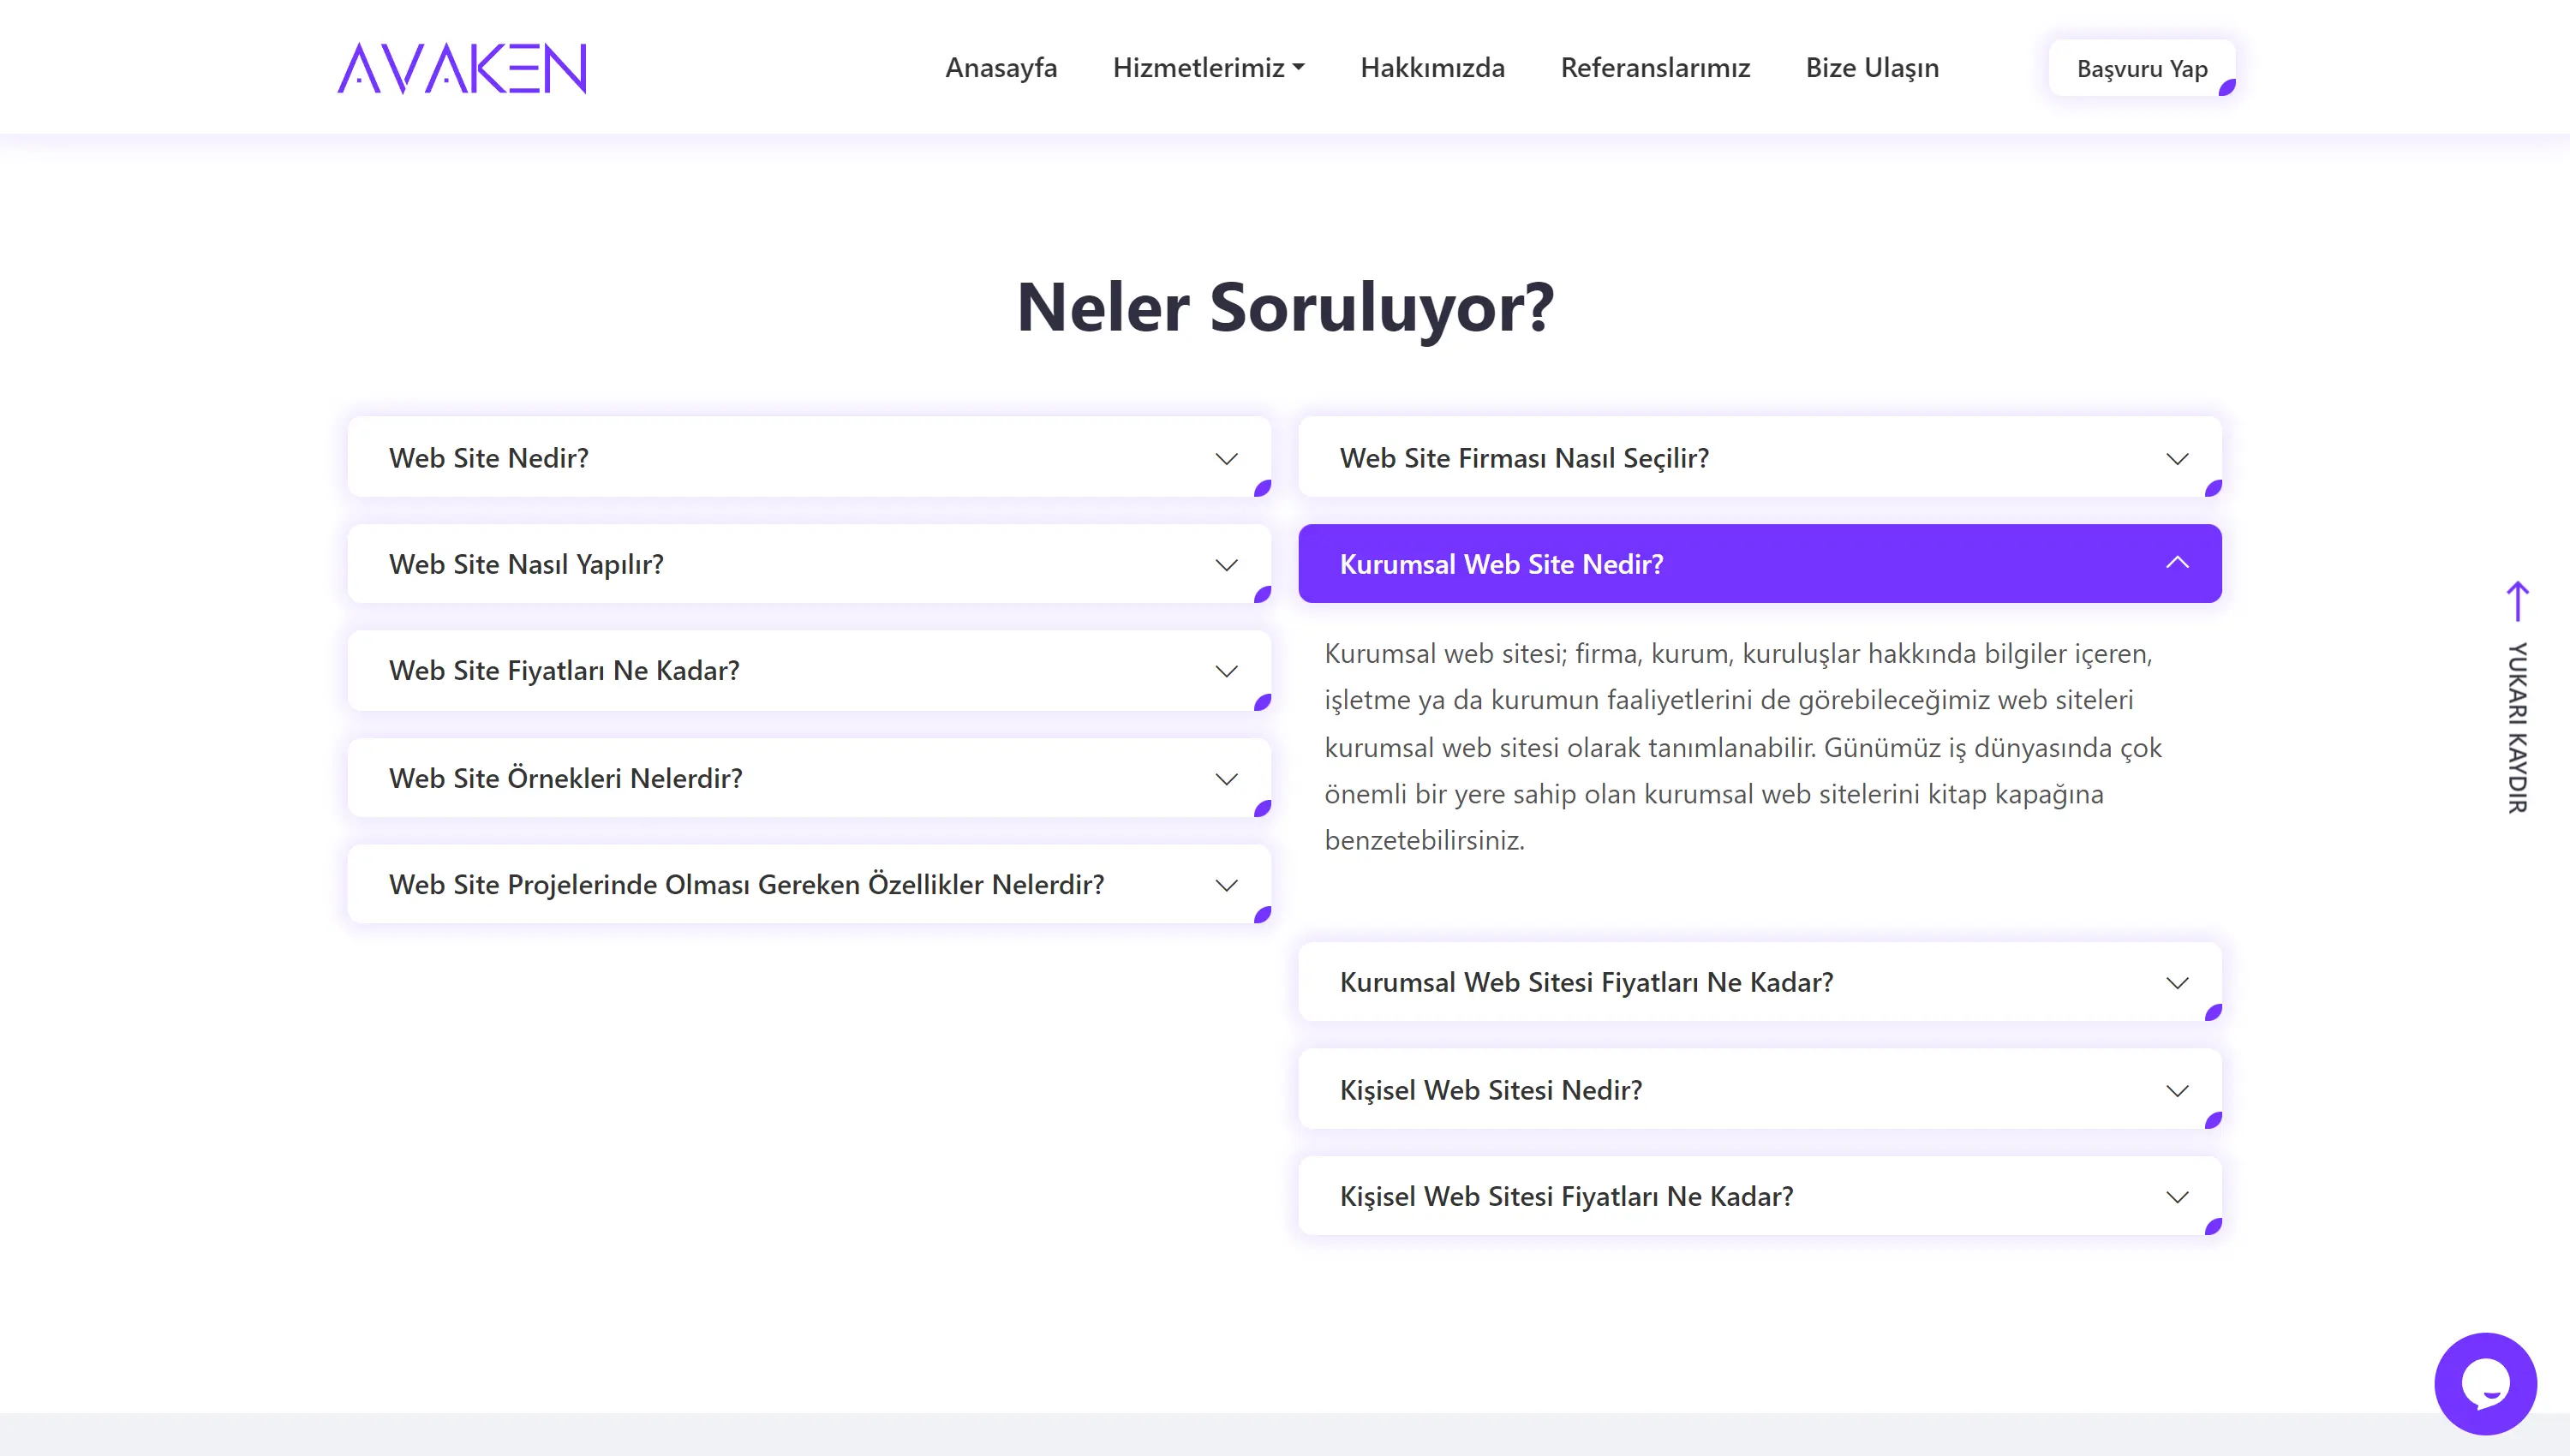 AVAKEN
Anasayfa
Hizmetlerimiz
Hakkımızda
Referanslarımız
Bize Ulaşın
Başvuru Yap
Neler Soruluyor?
Web Site Nedir?
Web Site Nasıl Yapılır?
Web Site Fiyatları Ne Kadar?
Web Site Örnekleri Nelerdir?
Web Site Projelerinde Olması Gereken Özellikler Nelerdir?
Web Site Firması Nasıl Seçilir?
Kurumsal Web Site Nedir?
Kurumsal web sitesi; firma, kurum, kuruluşlar hakkında bilgiler içeren,
işletme ya da kurumun faaliyetlerini de görebileceğimiz web siteleri
kurumsal web sitesi olarak tanımlanabilir. Günümüz iş dünyasında çok
önemli bir yere sahip olan kurumsal web sitelerini kitap kapağına
benzetebilirsiniz.
Kurumsal Web Sitesi Fiyatları Ne Kadar?
Kişisel Web Sitesi Nedir?
Kişisel Web Sitesi Fiyatları Ne Kadar?
YUKARI KAYDIR